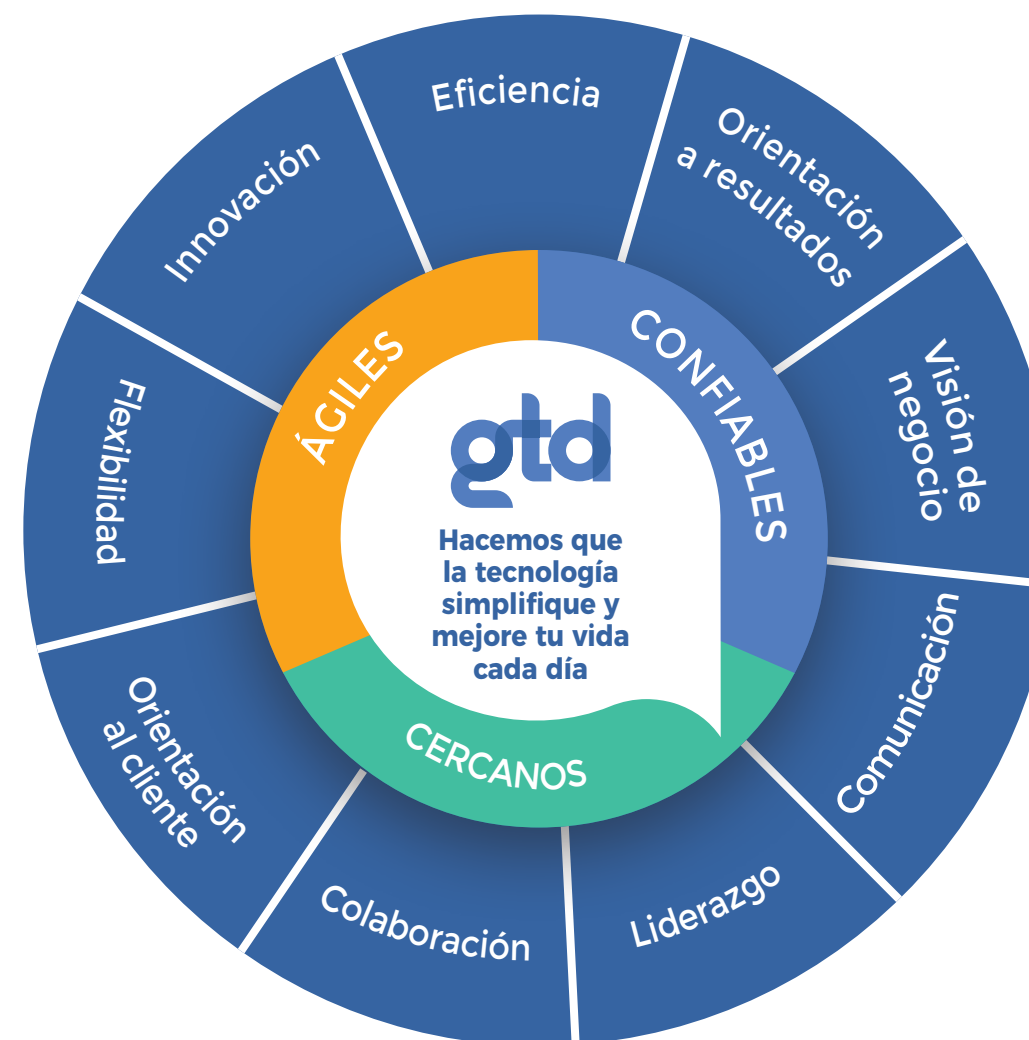 Eficiencia
Orientación
a resultados
Visión de
negocio
Comunicación
Liderazgo
Colaboración
Orientación
al cliente
Flexibilidad
Innovación
ÁGILES
CONFIABLES
CERCANOS
gtd
Hacemos que
la tecnología
simplifique y
mejore tu vida
cada día